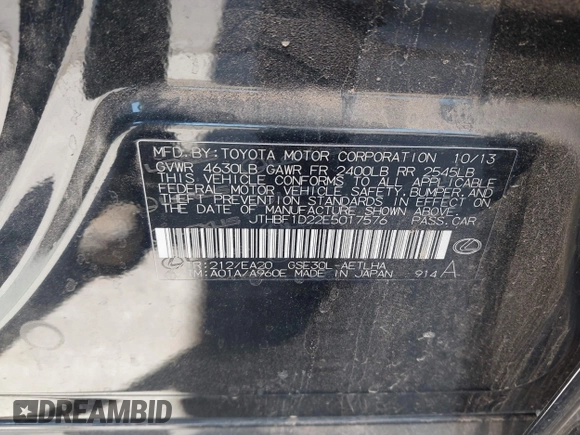 MFD. BY: TOYOTA MOTOR CORPORATION 10/13
GVWR 4630LB GAWR FR 2400LB RR 2545LB
THIS VEHICLE CONFORMS TO ALL APPLICABLE
FEDERAL MOTOR VEHICLE SAFETY, BUMPER, AND
THEFT PREVENTION STANDARDS IN EFFECT ON
THE DATE OF MANUFACTURE SHOWN ABOVE.
JTHBF1D22E5017576 PASS. CAR
C/TR:212/EA20 GSE30L-AETLHA
A/TM:A01A/A960E MADE IN JAPAN 914 A
DREAMBID